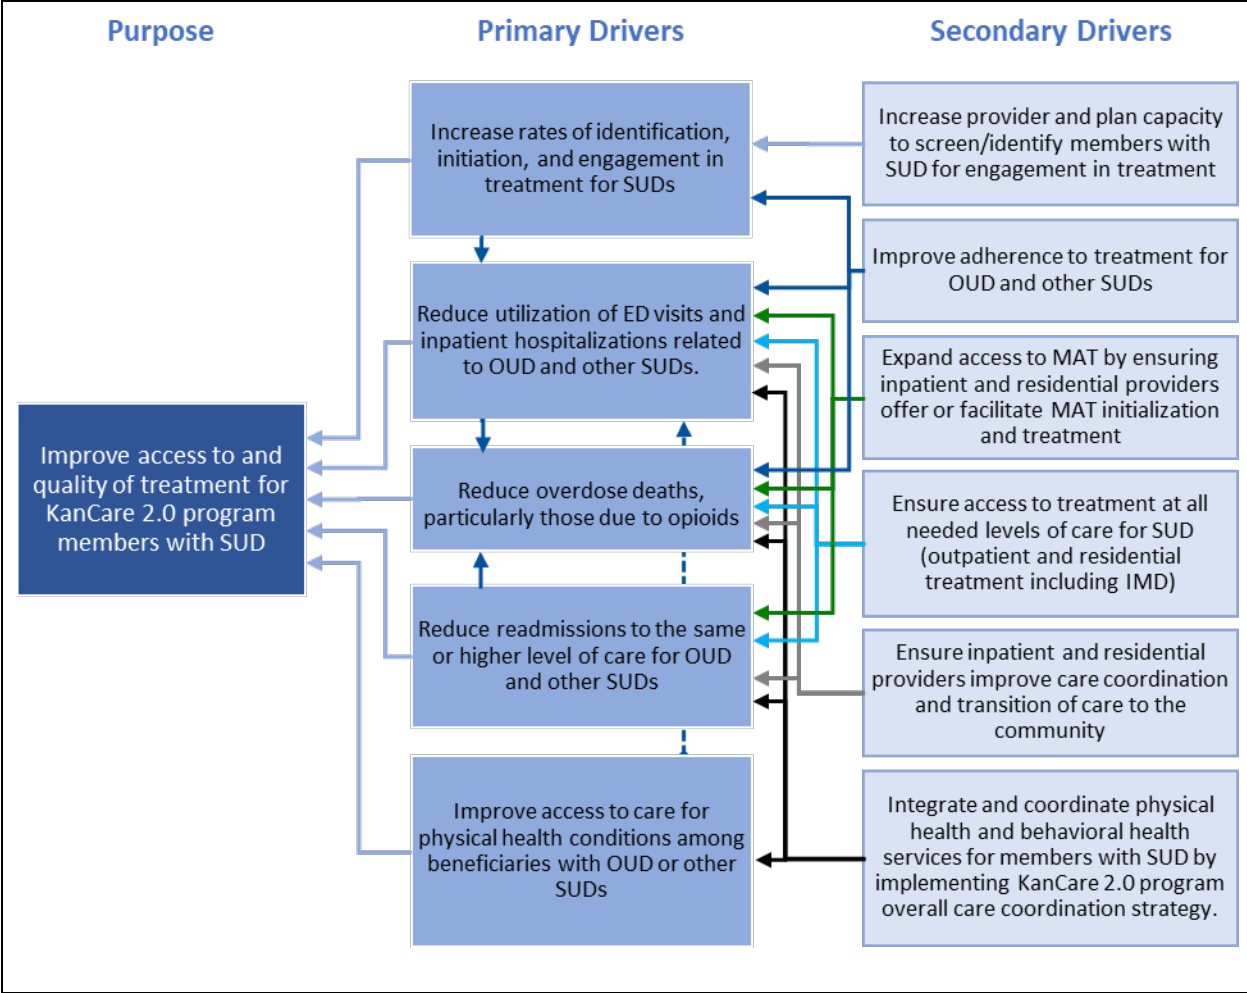 Purpose
Primary Drivers
Secondary Drivers
Improve access to and
quality of treatment for
KanCare 2.0 program
members with SUD
Increase rates of identification,
initiation, and engagement in
treatment for SUDs
Reduce utilization of ED visits and
inpatient hospitalizations related
to OUD and other SUDs.
Reduce overdose deaths,
particularly those due to opioids
Reduce readmissions to the same
or higher level of care for OUD
and other SUDs
Improve access to care for
physical health conditions among
beneficiaries with OUD or other
SUDs
Increase provider and plan capacity
to screen/identify members with
SUD for engagement in treatment
Improve adherence to treatment for
OUD and other SUDs
Expand access to MAT by ensuring
inpatient and residential providers
offer or facilitate MAT initialization
and treatment
Ensure access to treatment at all
needed levels of care for SUD
(outpatient and residential
treatment including IMD)
Ensure inpatient and residential
providers improve care coordination
and transition of care to the
community
Integrate and coordinate physical
health and behavioral health
services for members with SUD by
implementing KanCare 2.0 program
overall care coordination strategy.